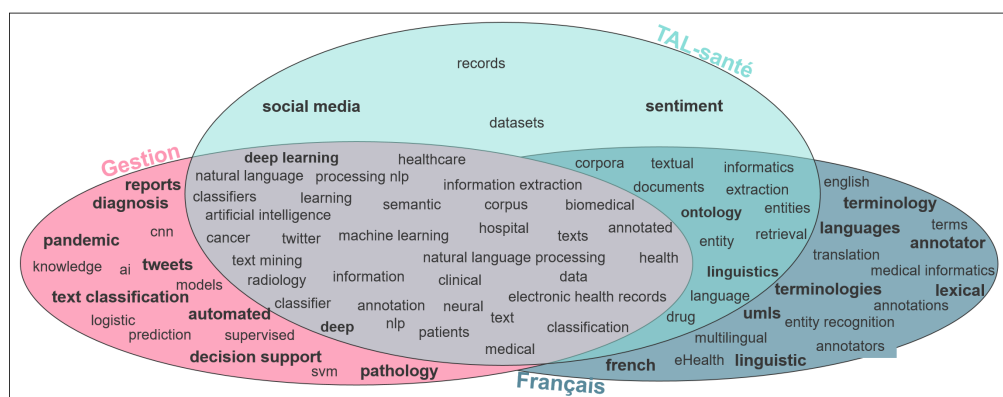 TAL-santé
records
social media
sentiment
datasets
Gestion
deep learning
healthcare
corpora
textual
informatics
natural language
processing nlp
information extraction
documents
extraction
english
reports
classifiers
learning
semantic
corpus
biomedical
ontology
entities
terminology
diagnosis
artificial intelligence
hospital
annotated
languages
terms
pandemic
cnn
cancer
twitter
machine learning
texts
entity
retrieval
annotator
translation
knowledge
ai
tweets
text mining
natural language processing
health
linguistics
medical informatics
models
radiology
information
clinical
data
terminologies
lexical
text classification
classifier
annotation
neural
electronic health records
language
annotations
logistic
automated
deep
nlp
text
drug
umls
entity recognition
prediction
supervised
patients
classification
multilingual
annotators
decision support
medical
eHealth
linguistic
svm
pathology
french
Français